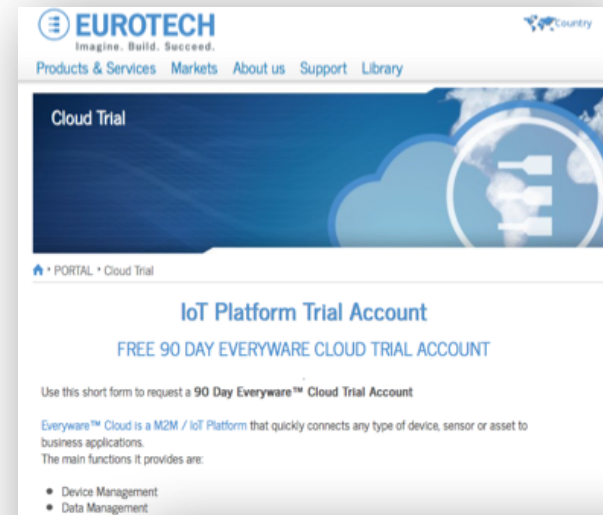 EUROTECH
Imagine. Build. Succeed.
Country
Products & Services Markets About us Support Library
Cloud Trial
PORTAL • Cloud Trial
IoT Platform Trial Account
FREE 90 DAY EVERYWARE CLOUD TRIAL ACCOUNT
Use this short form to request a 90 Day Everyware™ Cloud Trial Account
Everyware™ Cloud is a M2M / IoT Platform that quickly connects any type of device, sensor or asset to
business applications.
The main functions it provides are:
• Device Management
• Data Management